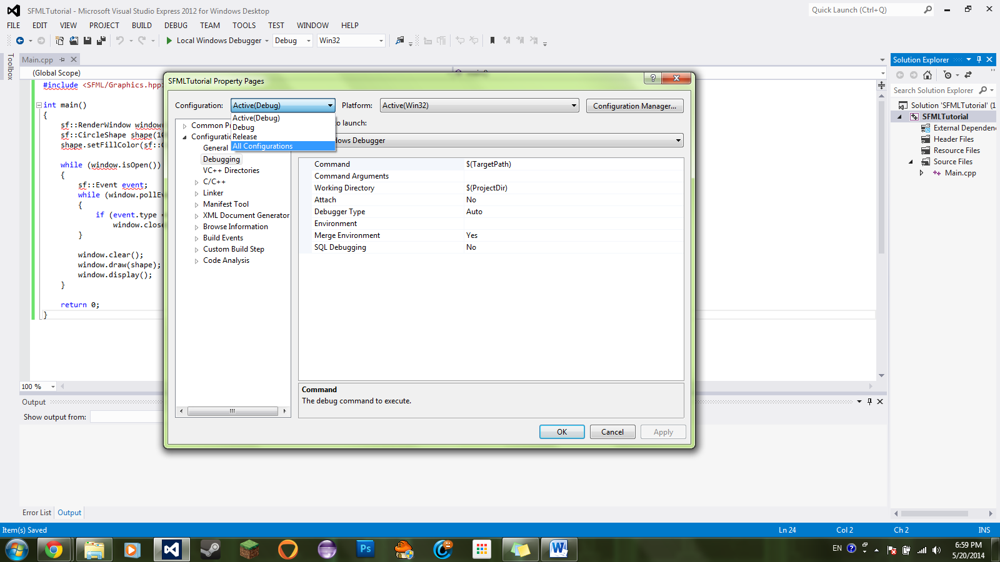 SFMLTutorial - Microsoft Visual Studio Express 2012 for Windows Desktop
Quick Launch (Ctrl+Q)
FILE EDIT VIEW PROJECT BUILD DEBUG TEAM TOOLS TEST WINDOW HELP
Local Windows Debugger Debug Win32
Toolbox
Main.cpp
(Global Scope)
#include <SFML/Graphics.hpp>
int main()
{
sf::RenderWindow window
sf::CircleShape shape(10
shape.setFillColor(sf::C
while (window.isOpen())
{
sf::Event event;
while (window.pollEv
{
if (event.type =
window.close
}
window.clear();
window.draw(shape);
window.display();
}
return 0;
}
100 %
SFMLTutorial Property Pages
?
Configuration: Active(Debug) Platform: Active(Win32) Configuration Manager...
Active(Debug)
Debug
Release
All Configurations
Common Pr
Configuratic
General
Debugging
VC++ Directories
C/C++
Linker
Manifest Tool
XML Document Generator
Browse Information
Build Events
Custom Build Step
Code Analysis
o launch:
dows Debugger
Command $(TargetPath)
Command Arguments
Working Directory $(ProjectDir)
Attach No
Debugger Type Auto
Environment
Merge Environment Yes
SQL Debugging No
Command
The debug command to execute.
OK Cancel Apply
Solution Explorer
Search Solution Explorer
Solution 'SFMLTutorial' (1
SFMLTutorial
External Dependen
Header Files
Resource Files
Source Files
Main.cpp
Output
Show output from:
Error List Output
Item(s) Saved Ln 24 Col 2 Ch 2 INS
Ps
W
EN
6:59 PM
5/20/2014